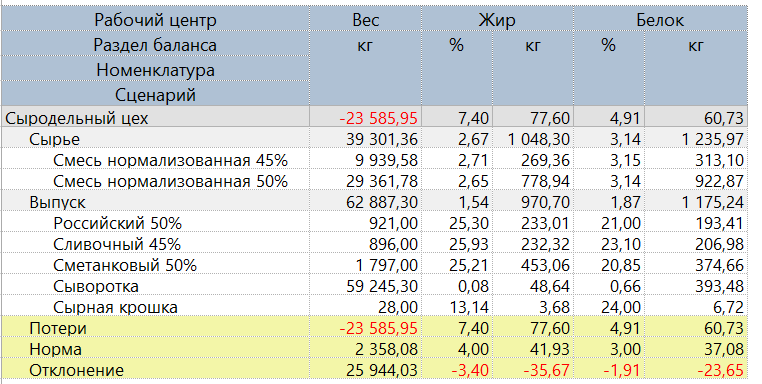 Рабочий центр Вес Жир Белок
Раздел баланса кг % кг % кг
Номенклатура
Сценарий
Сыродельный цех -23 585,95 7,40 77,60 4,91 60,73
Сырье 39 301,36 2,67 1 048,30 3,14 1 235,97
Смесь нормализованная 45% 9 939,58 2,71 269,36 3,15 313,10
Смесь нормализованная 50% 29 361,78 2,65 778,94 3,14 922,87
Выпуск 62 887,30 1,54 970,70 1,87 1 175,24
Российский 50% 921,00 25,30 233,01 21,00 193,41
Сливочный 45% 896,00 25,93 232,32 23,10 206,98
Сметанковый 50% 1 797,00 25,21 453,06 20,85 374,66
Сыворотка 59 245,30 0,08 48,64 0,66 393,48
Сырная крошка 28,00 13,14 3,68 24,00 6,72
Потери -23 585,95 7,40 77,60 4,91 60,73
Норма 2 358,08 4,00 41,93 3,00 37,08
Отклонение 25 944,03 -3,40 -35,67 -1,91 -23,65